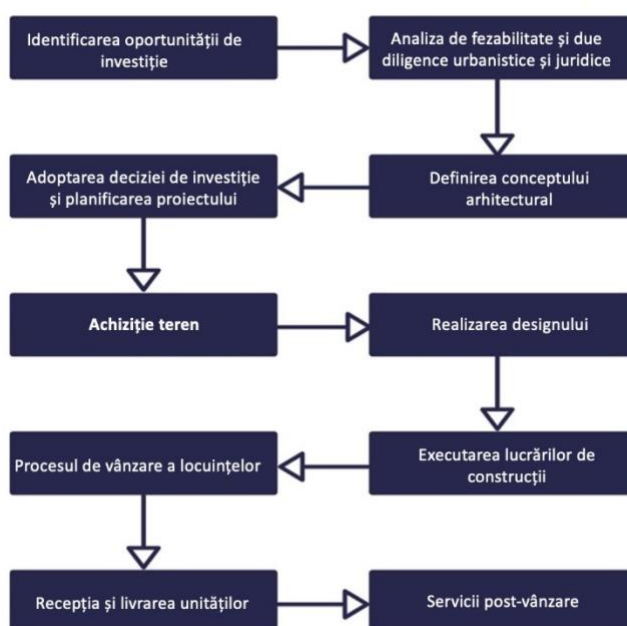 Identificarea oportunității de
investiție
Analiza de fezabilitate și due
diligence urbanistice și juridice
Definirea conceptului
arhitectural
Adoptarea deciziei de investiție
și planificarea proiectului
Achiziție teren
Realizarea designului
Executarea lucrărilor de
construcții
Procesul de vânzare a locuințelor
Recepția și livrarea unităților
Servicii post-vânzare